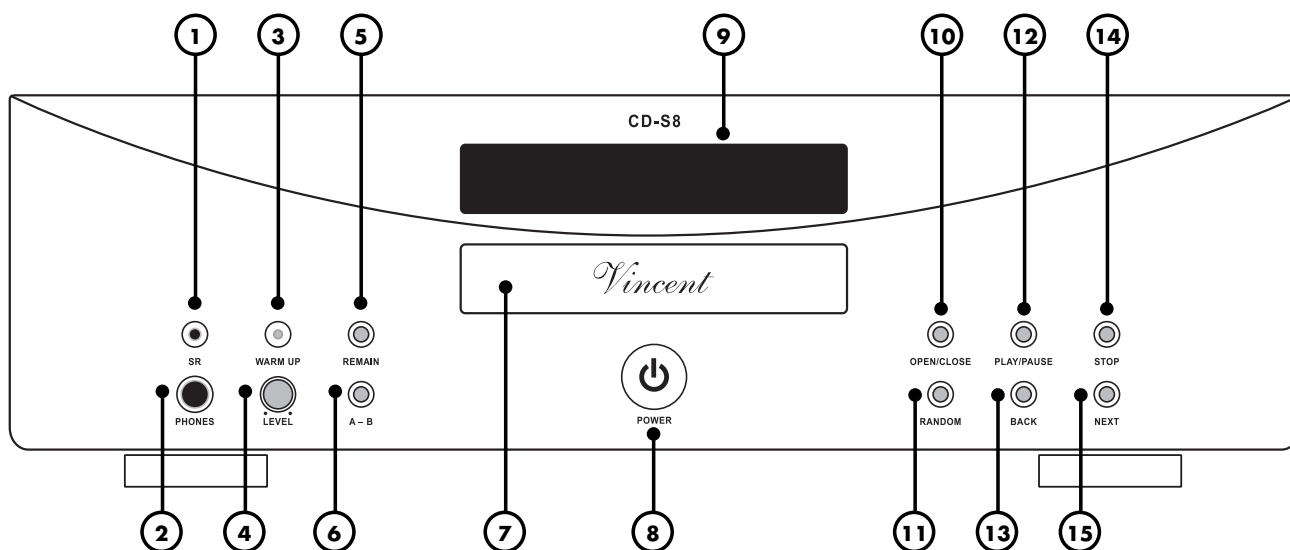 1 3 5 9 10 12 14
CD-S8
Vincent
SR WARM UP REMAIN OPEN/CLOSE PLAY/PAUSE STOP
PHONES LEVEL A – B POWER RANDOM BACK NEXT
2 4 6 7 8 11 13 15